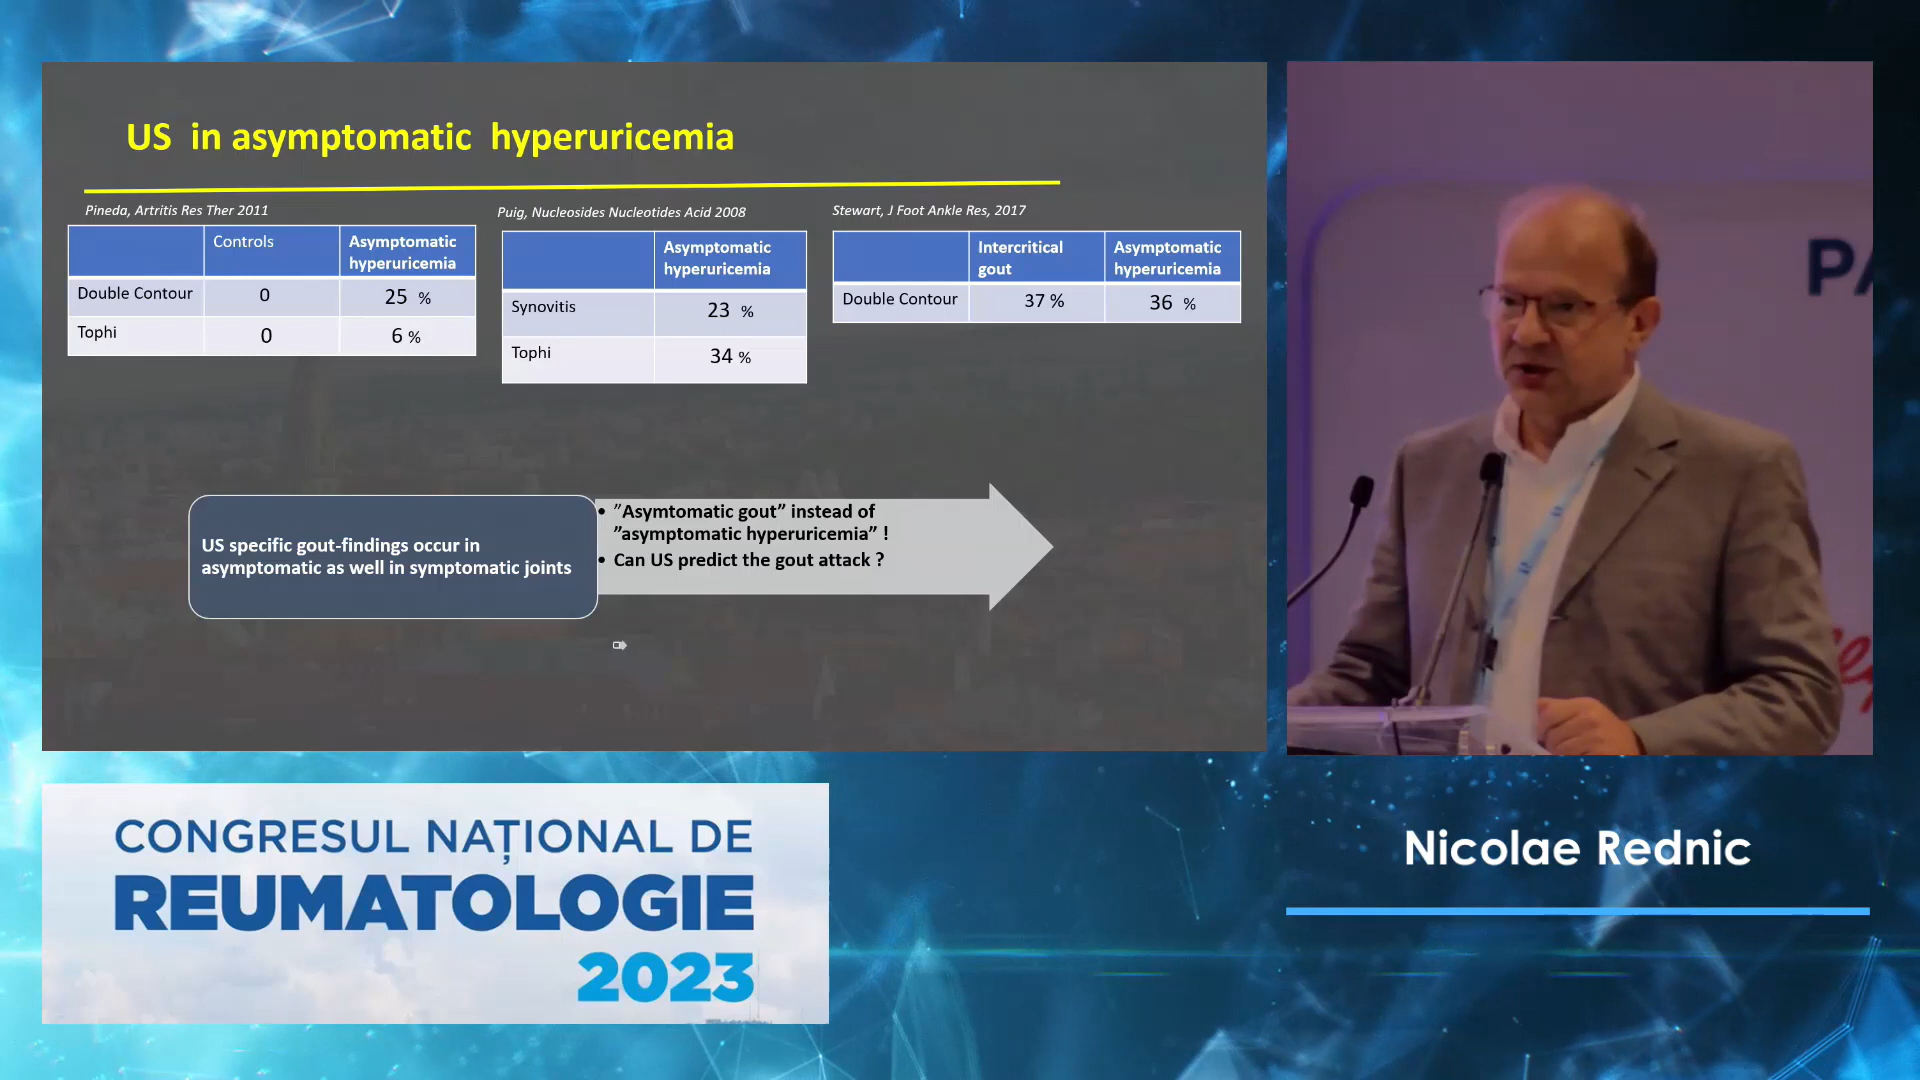 US in asymptomatic hyperuricemia
Pineda, Artritis Res Ther 2011
Controls Asymptomatic
hyperuricemia
Double Contour 0 25 %
Tophi 0 6 %
Puig, Nucleosides Nucleotides Acid 2008
Asymptomatic
hyperuricemia
Synovitis 23 %
Tophi 34 %
Stewart, J Foot Ankle Res, 2017
Intercritical
gout
Asymptomatic
hyperuricemia
Double Contour 37 % 36 %
US specific gout-findings occur in
asymptomatic as well in symptomatic joints
• ”Asymtomatic gout” instead of
”asymptomatic hyperuricemia” !
• Can US predict the gout attack ?
PA
CONGRESUL NAȚIONAL DE
REUMATOLOGIE
2023
Nicolae Rednic